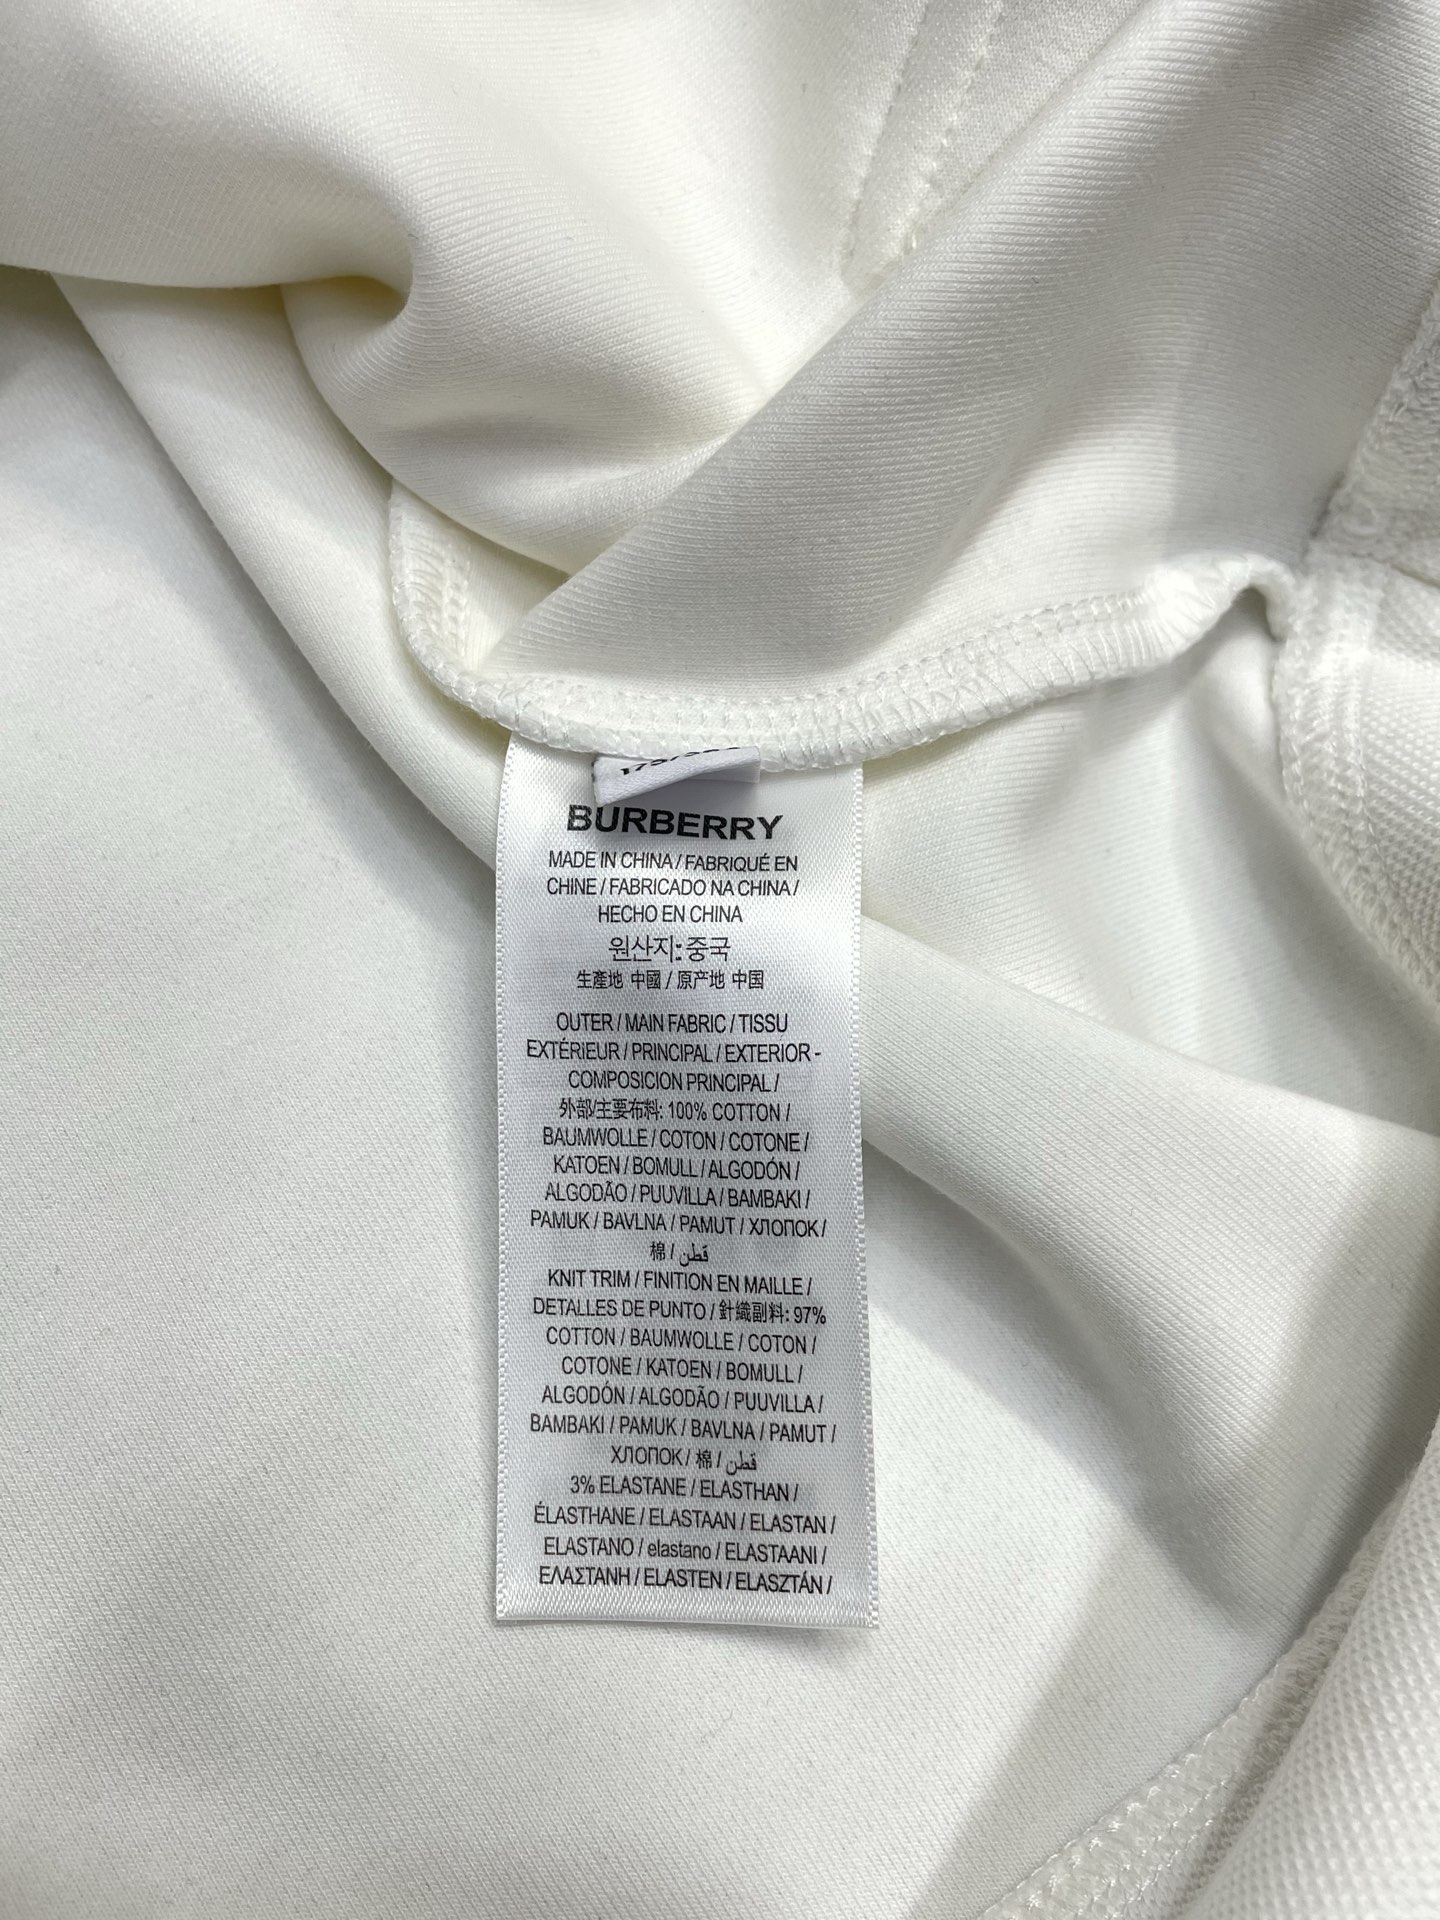 BURBERRY
MADE IN CHINA / FABRIQUÉ EN
CHINE / FABRICADO NA CHINA /
HECHO EN CHINA
원산지: 중국
生產地 中國 / 原产地 中国
OUTER / MAIN FABRIC / TISSU
EXTÉRIEUR / PRINCIPAL / EXTERIOR -
COMPOSICION PRINCIPAL /
外部/主要布料: 100% COTTON /
BAUMWOLLE / COTON / COTONE /
KATOEN / BOMULL / ALGODÓN /
ALGODÃO / PUUVILLA / BAMBAKI /
PAMUK / BAVLNA / PAMUT / ХЛОПОК /
棉 / قطن
KNIT TRIM / FINITION EN MAILLE /
DETALLES DE PUNTO / 針織副料: 97%
COTTON / BAUMWOLLE / COTON /
COTONE / KATOEN / BOMULL /
ALGODÓN / ALGODÃO / PUUVILLA /
BAMBAKI / PAMUK / BAVLNA / PAMUT /
ХЛОПОК / 棉 / قطن
3% ELASTANE / ELASTHAN /
ÉLASTHANE / ELASTAAN / ELASTAN /
ELASTANO / elastano / ELASTAANI /
ΕΛΑΣΤΑΝΗ / ELASTEN / ELASZTÁN /